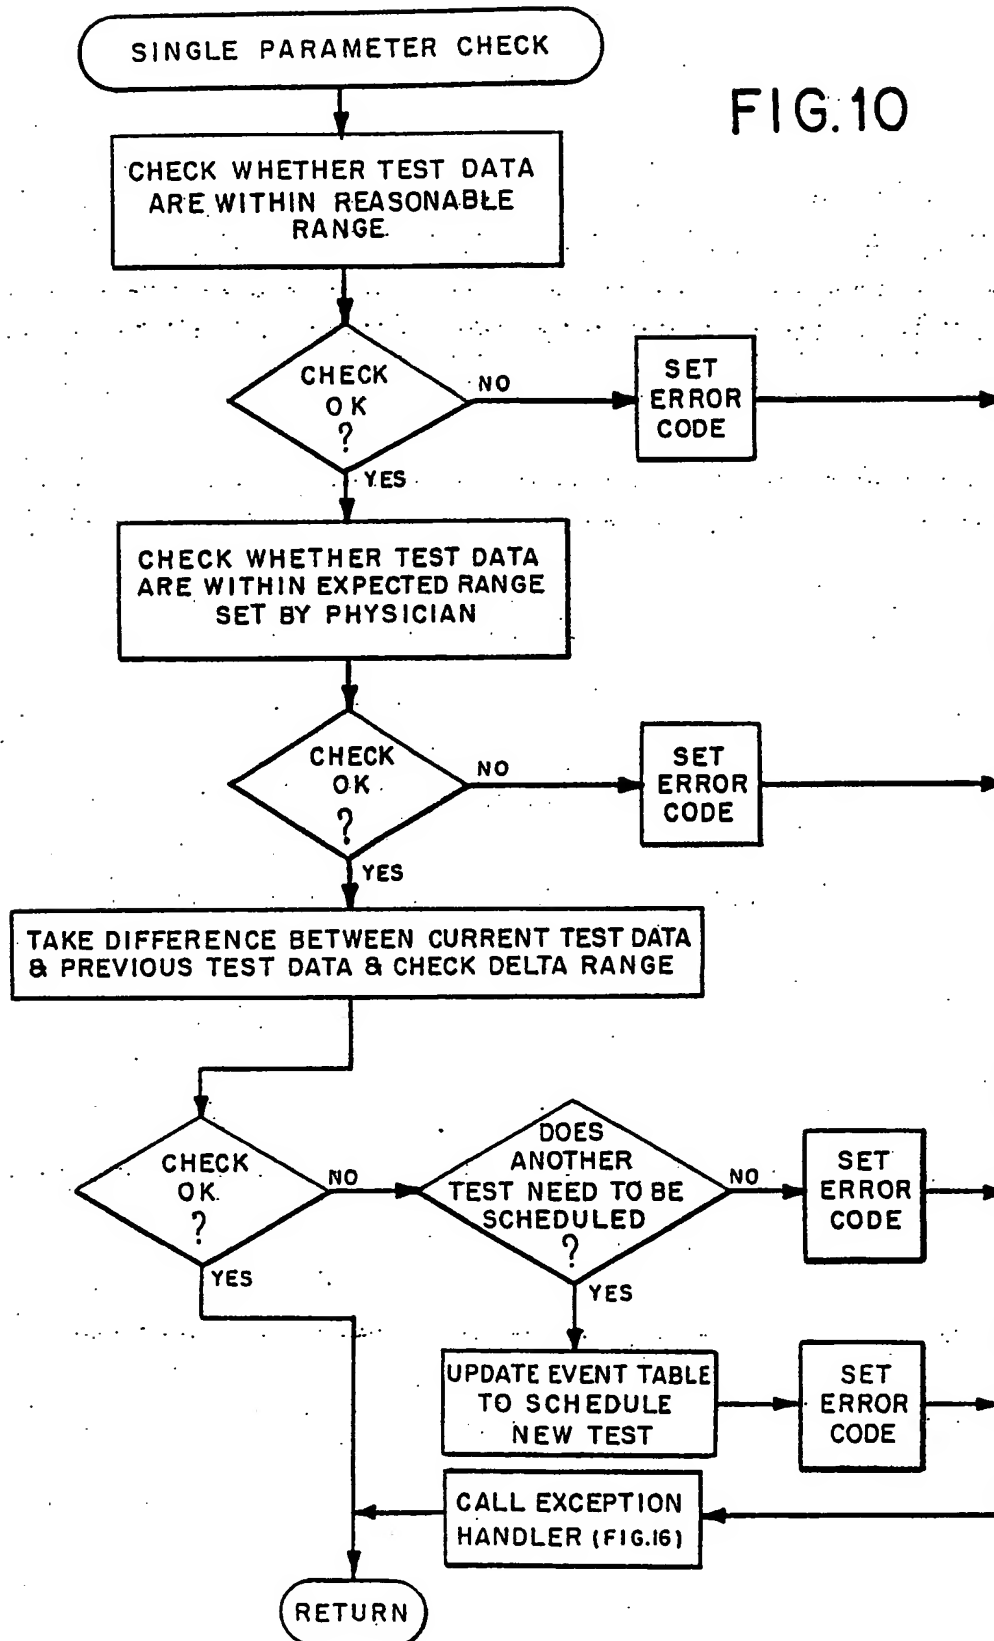 SINGLE PARAMETER CHECK
FIG.10
CHECK WHETHER TEST DATA
ARE WITHIN REASONABLE
RANGE.
CHECK
OK
?
NO
SET
ERROR
CODE
YES
CHECK WHETHER TEST DATA
ARE WITHIN EXPECTED RANGE
SET BY PHYSICIAN
CHECK
OK
?
NO
SET
ERROR
CODE
YES
TAKE DIFFERENCE BETWEEN CURRENT TEST DATA
& PREVIOUS TEST DATA & CHECK DELTA RANGE
CHECK
OK
?
NO
DOES
ANOTHER
TEST NEED TO BE
SCHEDULED
?
NO
SET
ERROR
CODE
YES
YES
UPDATE EVENT TABLE
TO SCHEDULE
NEW TEST
SET
ERROR
CODE
CALL EXCEPTION
HANDLER (FIG.16)
RETURN